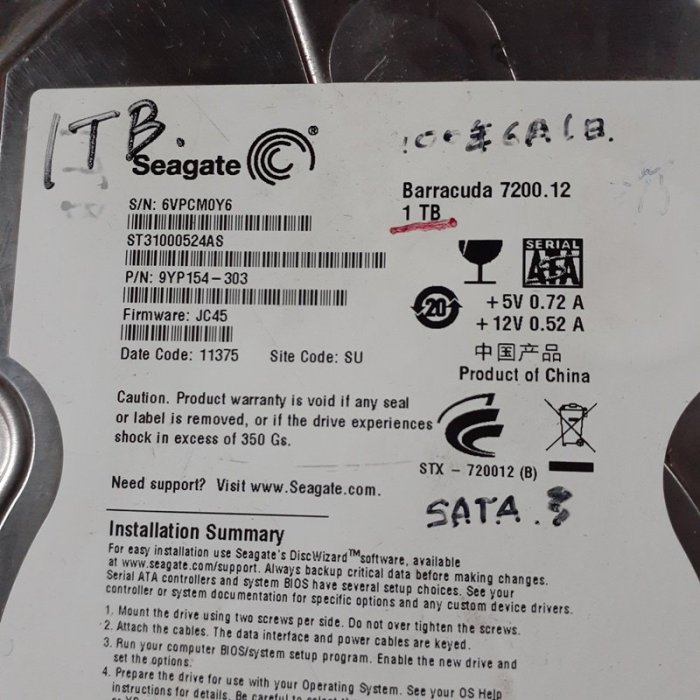 1TB.
Seagate ®
100年6月1日.
Barracuda 7200.12
1 TB
S/N: 6VPCM0Y6
ST31000524AS
P/N: 9YP154-303
Firmware: JC45
Date Code: 11375 Site Code: SU
SERIAL
ATA
20
+5V 0.72 A
+12V 0.52 A
中国产品
Product of China
Caution. Product warranty is void if any seal
or label is removed, or if the drive experiences
shock in excess of 350 Gs.
STX - 720012 (B)
Need support? Visit www.Seagate.com.
SATA.3
Installation Summary
For easy installation use Seagate's DiscWizard™ software, available
at www.seagate.com/support. Always backup critical data before making changes.
Serial ATA controllers and system BIOS have several setup choices. See your
controller or system documentation for specific options and any custom device drivers.
1. Mount the drive using two screws per side. Do not over tighten the screws.
2. Attach the cables. The data interface and power cables are keyed.
3. Run your computer BIOS/system setup program. Enable the new drive and
set the options.
4. Prepare the drive for use with your Operating System. See your OS Help
instructions for details. Be careful to